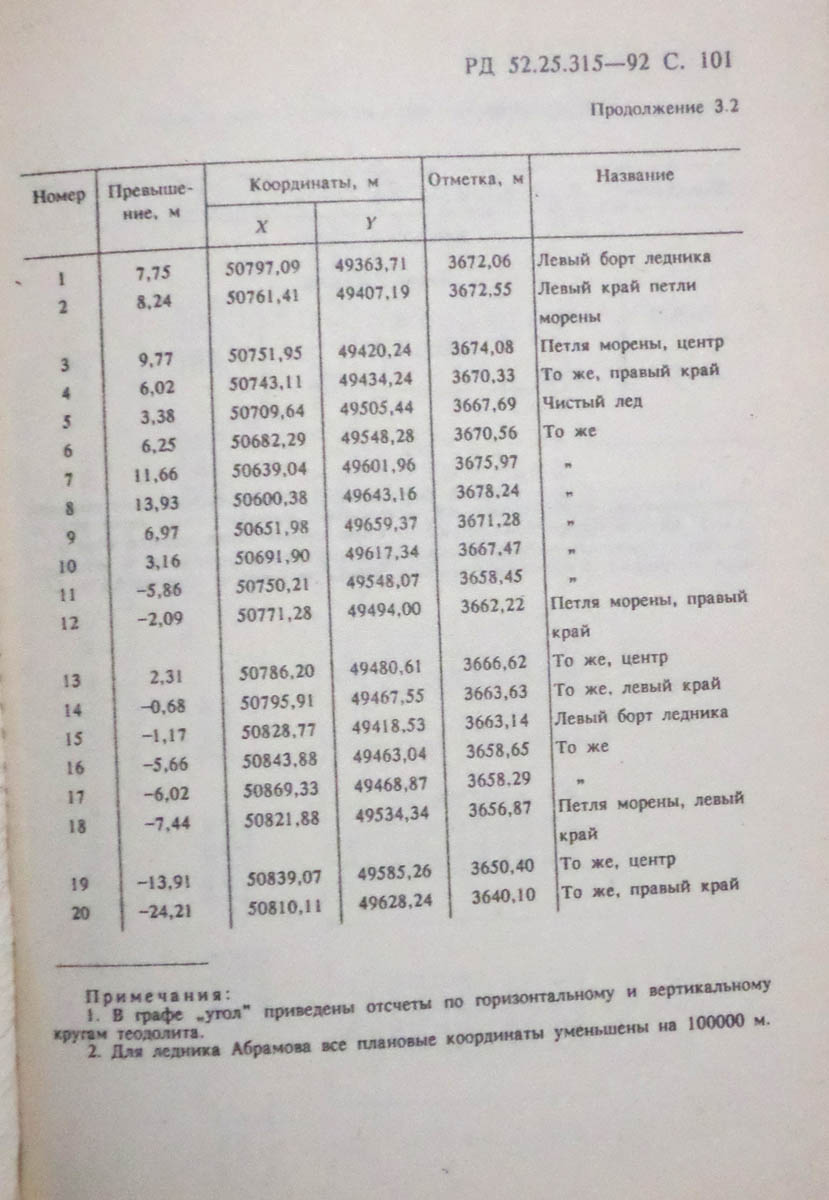 РД 52.25.315—92 С. 101
Продолжение 3.2
Номер Превыше- Координаты, м Отметка, м Название
ние, м X Y
1 7,75 50797,09 49363,71 3672,06 Левый борт ледника
2 8,24 50761,41 49407,19 3672,55 Левый край петли
морены
3 9,77 50751,95 49420,24 3674,08 Петля морены, центр
4 6,02 50743,11 49434,24 3670,33 То же, правый край
5 3,38 50709,64 49505,44 3667,69 Чистый лед
6 6,25 50682,29 49548,28 3670,56 То же
7 11,66 50639,04 49601,96 3675,97 „
8 13,93 50600,38 49643,16 3678,24 „
9 6,97 50651,98 49659,37 3671,28 „
10 3,16 50691,90 49617,34 3667,47 „
11 −5,86 50750,21 49548,07 3658,45 „
12 −2,09 50771,28 49494,00 3662,22 Петля морены, правый
край
13 2,31 50786,20 49480,61 3666,62 То же, центр
14 −0,68 50795,91 49467,55 3663,63 То же, левый край
15 −1,17 50828,77 49418,53 3663,14 Левый борт ледника
16 −5,66 50843,88 49463,04 3658,65 То же
17 −6,02 50869,33 49468,87 3658.29 „
18 −7,44 50821,88 49534,34 3656,87 Петля морены, левый
край
19 −13,91 50839,07 49585,26 3650,40 То же, центр
20 −24,21 50810,11 49628,24 3640,10 То же, правый край
Примечания:
1. В графе „угол" приведены отсчеты по горизонтальному и вертикальному
кругам теодолита.
2. Для ледника Абрамова все плановые координаты уменьшены на 100000 м.